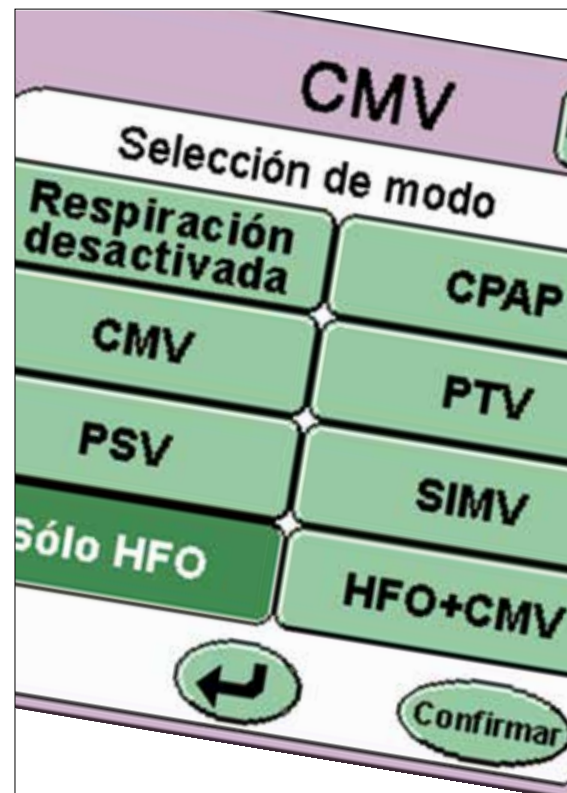 CMV
Selección de modo
Respiración
desactivada
CPAP
CMV
PTV
PSV
SIMV
Sólo HFO
HFO+CMV
Confirmar